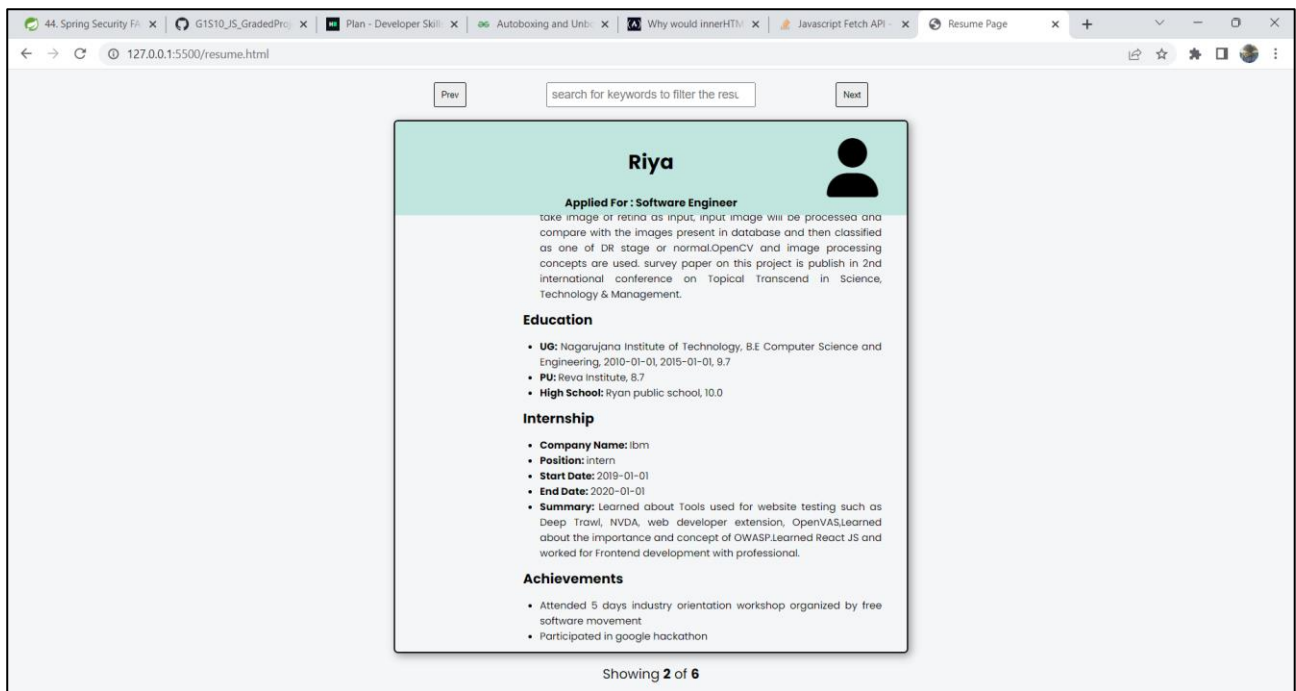 44. Spring Security FA
G1S10_JS_GradedProj
Plan - Developer Skill
Autoboxing and Unbo
Why would innerHTM
Javascript Fetch API -
Resume Page
127.0.0.1:5500/resume.html
Prev
search for keywords to filter the resu
Next
Riya
Applied For : Software Engineer
take image of retina as input, input image will be processed and
compare with the images present in database and then classified
as one of DR stage or normal.OpenCV and image processing
concepts are used. survey paper on this project is publish in 2nd
international conference on Topical Transcend in Science,
Technology & Management.
Education
• UG: Nagarujana Institute of Technology, B.E Computer Science and
Engineering, 2010-01-01, 2015-01-01, 9.7
• PU: Reva Institute, 8.7
• High School: Ryan public school, 10.0
Internship
• Company Name: Ibm
• Position: intern
• Start Date: 2019-01-01
• End Date: 2020-01-01
• Summary: Learned about Tools used for website testing such as
Deep Trawl, NVDA, web developer extension, OpenVAS,Learned
about the importance and concept of OWASP.Learned React JS and
worked for Frontend development with professional.
Achievements
• Attended 5 days industry orientation workshop organized by free
software movement
• Participated in google hackathon
Showing 2 of 6